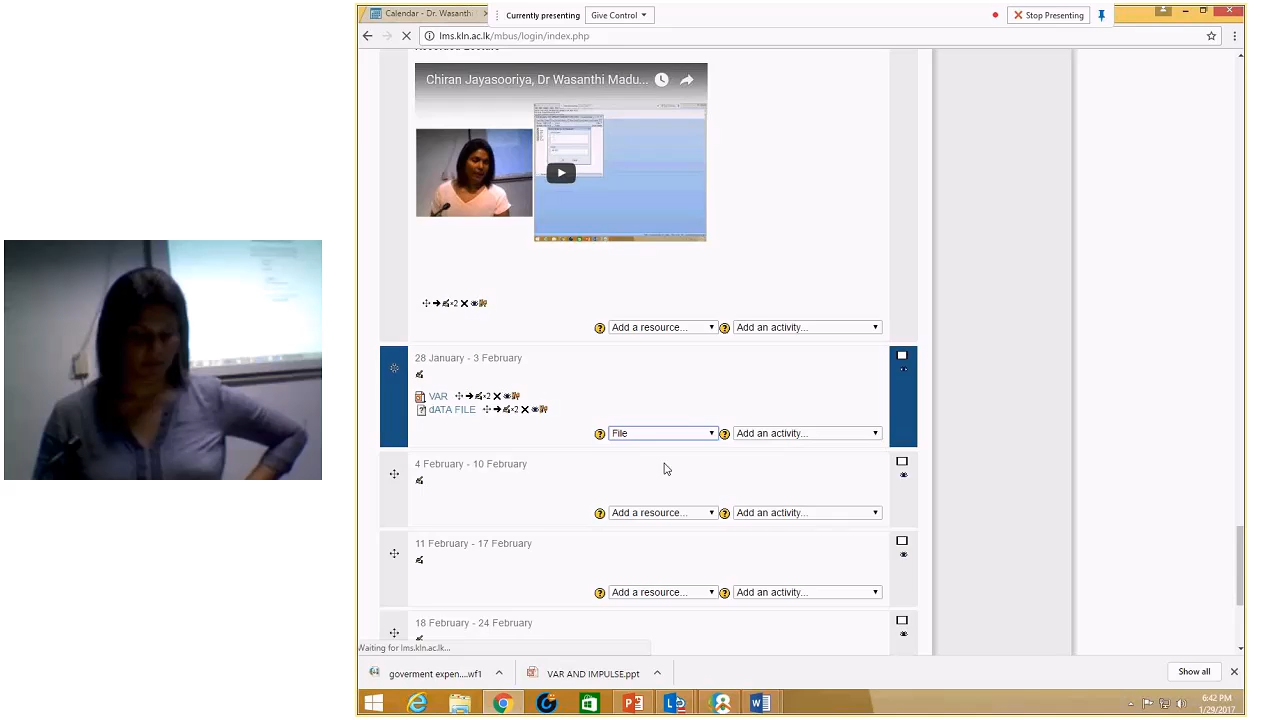 Calendar - Dr. Wasanthi
Currently presenting
Give Control
Stop Presenting
lms.kln.ac.lk/mbus/login/index.php
Recorded Lecture
Chiran Jayasooriya, Dr Wasanthi Madu...
Add a resource... Add an activity...
28 January - 3 February
VAR
dATA FILE
File Add an activity...
4 February - 10 February
Add a resource... Add an activity...
11 February - 17 February
Add a resource... Add an activity...
18 February - 24 February
Waiting for lms.kln.ac.lk...
goverment expen....wf1
VAR AND IMPULSE.ppt
Show all
6:42 PM
1/29/2017